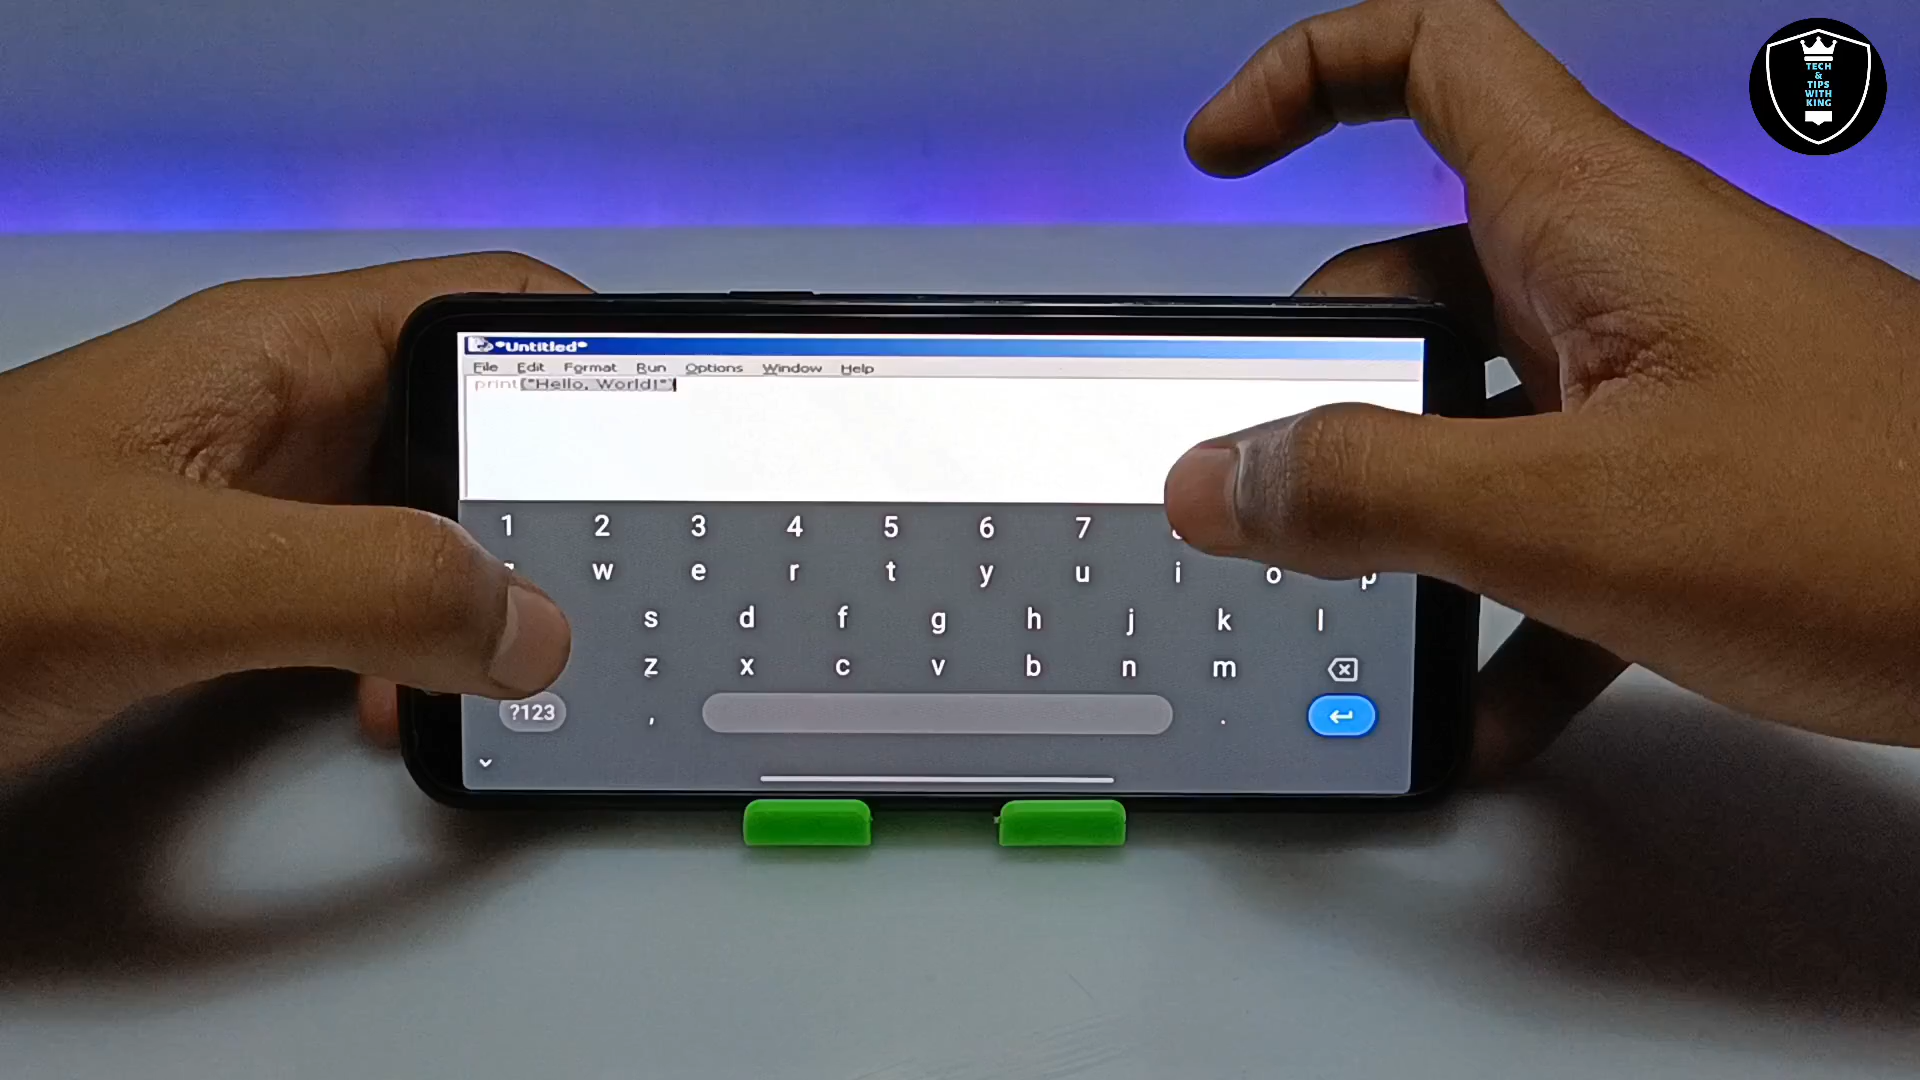 TECH
&
TIPS
WITH
KING
*Untitled*
File Edit Format Run Options Window Help
print("Hello, World!")
1 2 3 4 5 6 7
w e r t y u i o p
s d f g h j k l
z x c v b n m
?123 , .